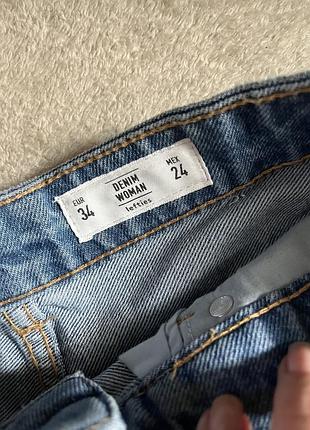 EUR
34
DENIM
WOMAN
lefties
MEX
24